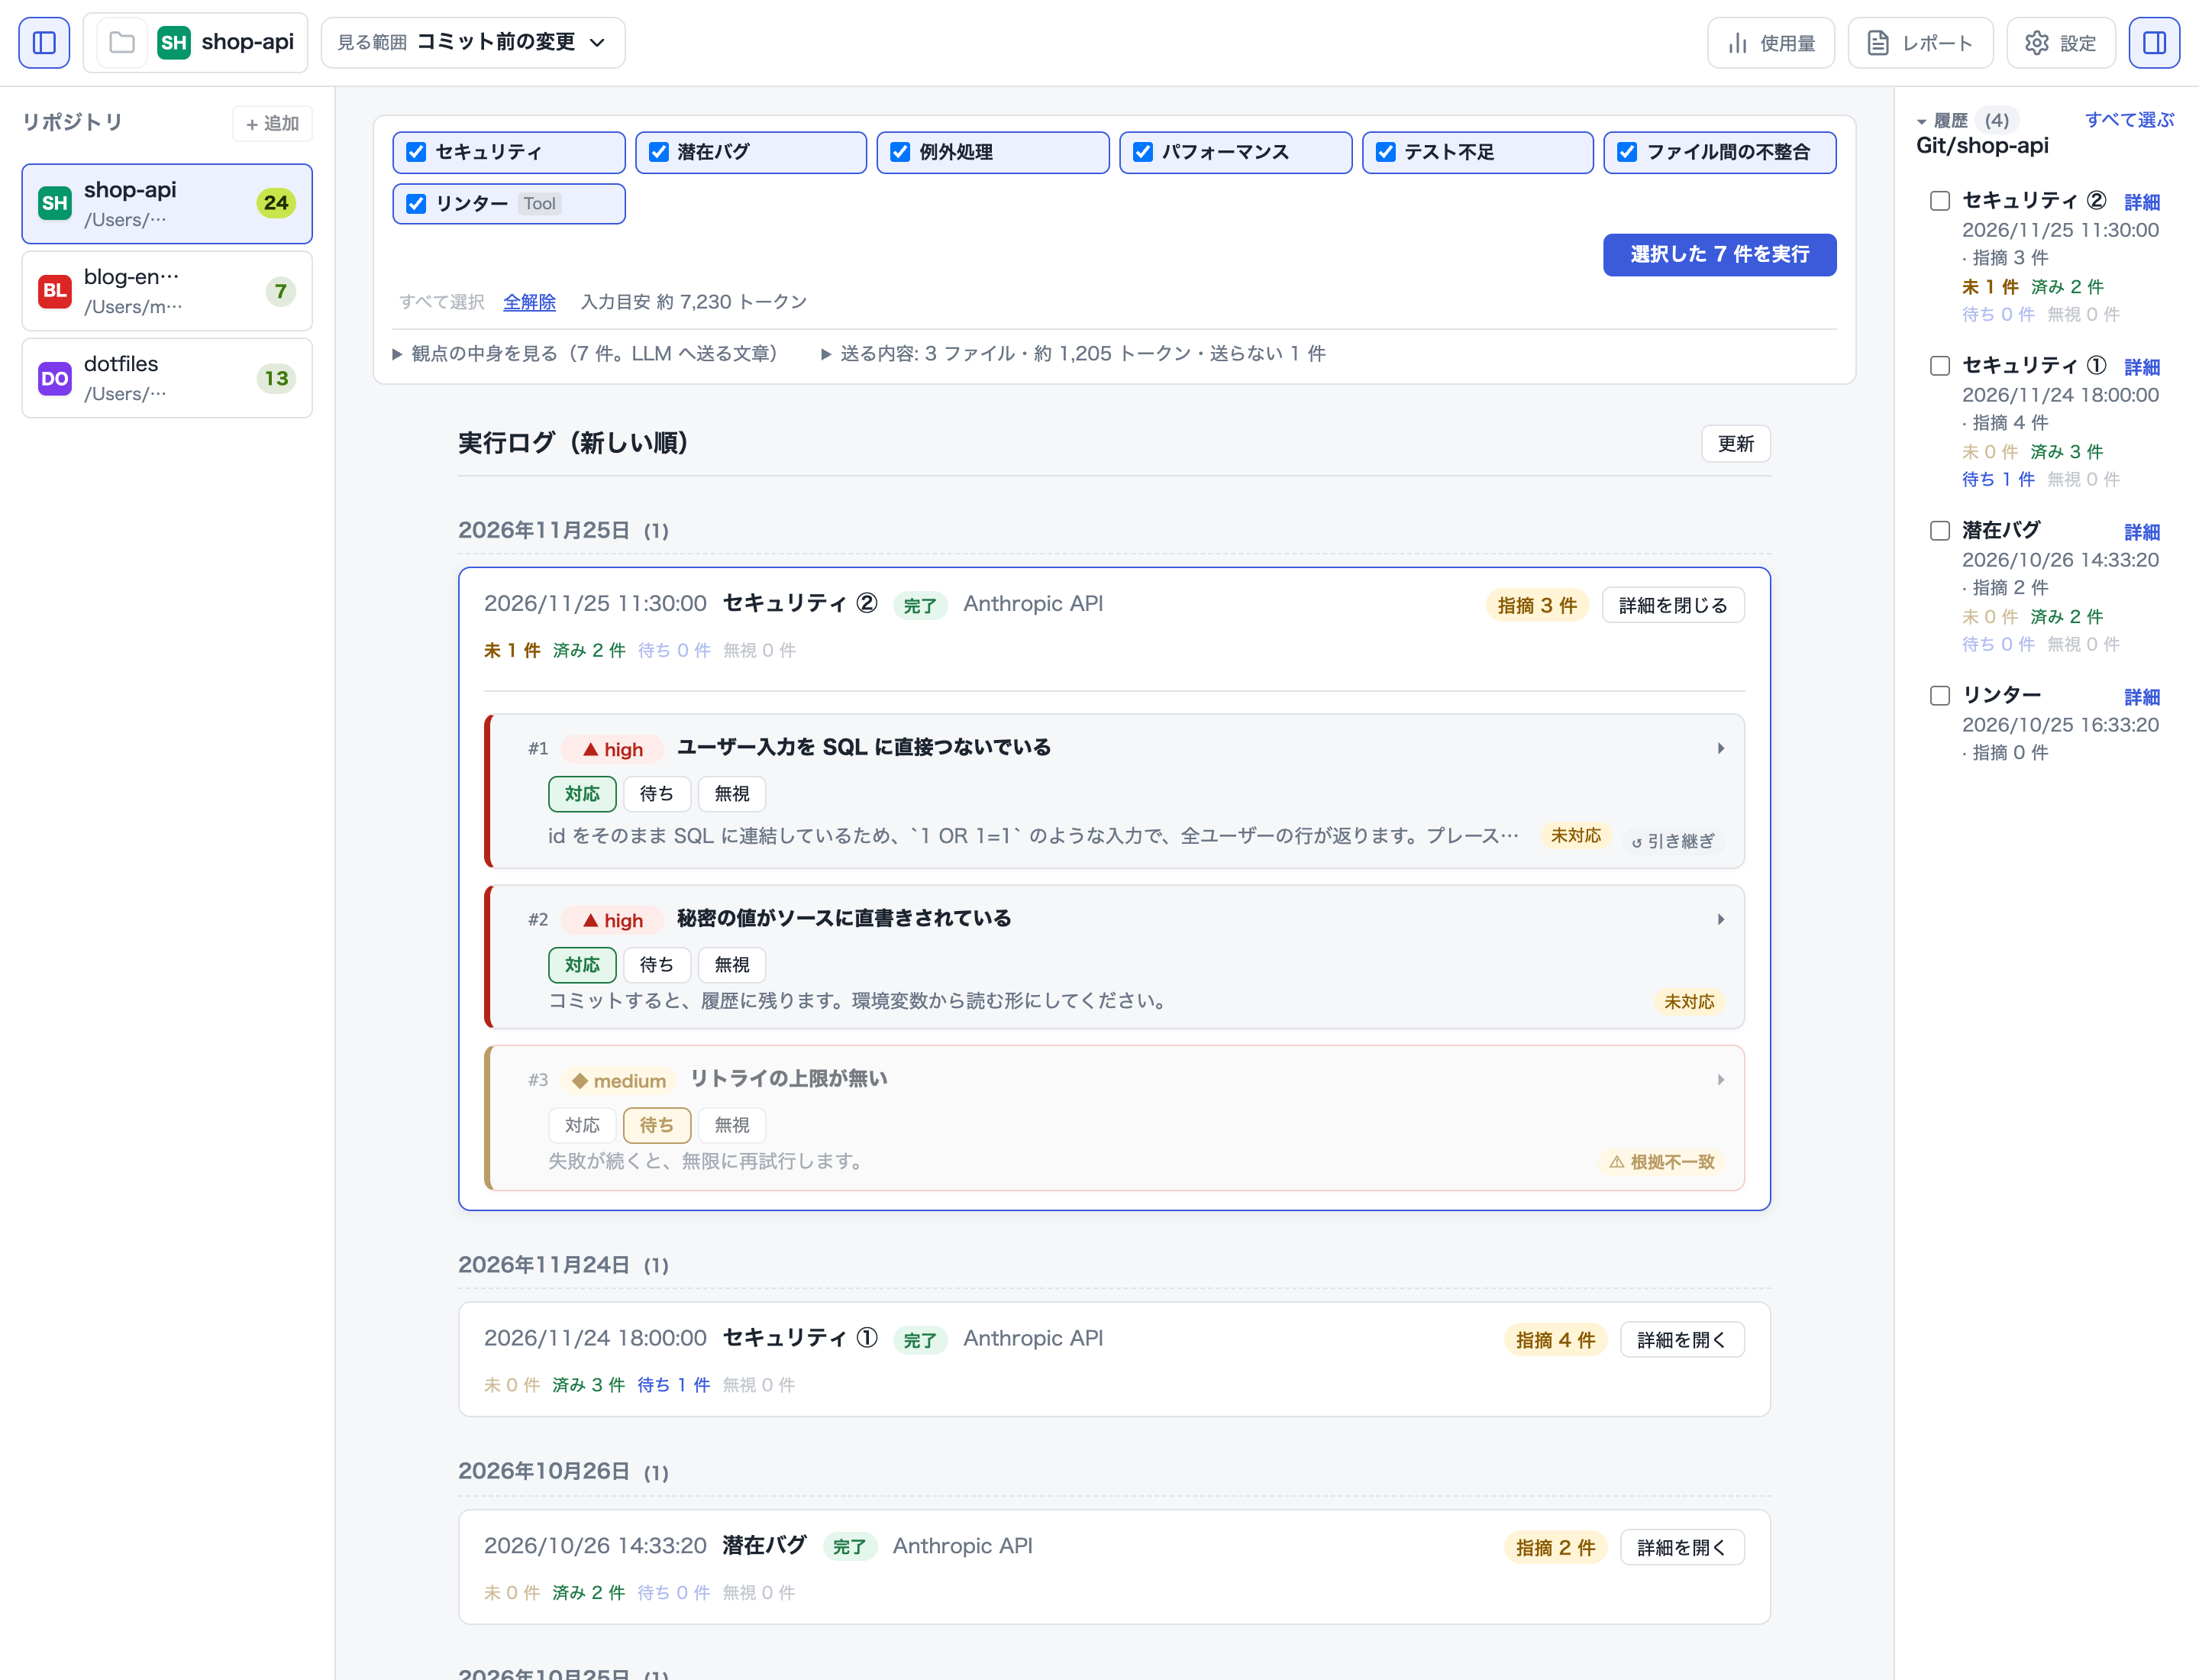 SH shop-api 見る範囲 コミット前の変更 使用量 レポート 設定
リポジトリ + 追加
SH shop-api 24
/Users/…
BL blog-en… 7
/Users/m…
DO dotfiles 13
/Users/…
セキュリティ 潜在バグ 例外処理 パフォーマンス テスト不足 ファイル間の不整合
リンター Tool
選択した 7 件を実行
すべて選択 全解除 入力目安 約 7,230 トークン
▶ 観点の中身を見る（7 件。LLM へ送る文章） ▶ 送る内容: 3 ファイル・約 1,205 トークン・送らない 1 件
実行ログ（新しい順） 更新
2026年11月25日 (1)
2026/11/25 11:30:00 セキュリティ ② 完了 Anthropic API 指摘 3 件 詳細を閉じる
未 1 件 済み 2 件 待ち 0 件 無視 0 件
#1 ▲ high ユーザー入力を SQL に直接つないでいる
対応 待ち 無視
id をそのまま SQL に連結しているため、`1 OR 1=1` のような入力で、全ユーザーの行が返ります。プレース… 未対応 ↺ 引き継ぎ
#2 ▲ high 秘密の値がソースに直書きされている
対応 待ち 無視
コミットすると、履歴に残ります。環境変数から読む形にしてください。 未対応
#3 ◆ medium リトライの上限が無い
対応 待ち 無視
失敗が続くと、無限に再試行します。 ⚠ 根拠不一致
2026年11月24日 (1)
2026/11/24 18:00:00 セキュリティ ① 完了 Anthropic API 指摘 4 件 詳細を開く
未 0 件 済み 3 件 待ち 1 件 無視 0 件
2026年10月26日 (1)
2026/10/26 14:33:20 潜在バグ 完了 Anthropic API 指摘 2 件 詳細を開く
未 0 件 済み 2 件 待ち 0 件 無視 0 件
2026年10月25日 (1)
履歴 (4) すべて選ぶ
Git/shop-api
セキュリティ ② 詳細
2026/11/25 11:30:00
· 指摘 3 件
未 1 件 済み 2 件
待ち 0 件 無視 0 件
セキュリティ ① 詳細
2026/11/24 18:00:00
· 指摘 4 件
未 0 件 済み 3 件
待ち 1 件 無視 0 件
潜在バグ 詳細
2026/10/26 14:33:20
· 指摘 2 件
未 0 件 済み 2 件
待ち 0 件 無視 0 件
リンター 詳細
2026/10/25 16:33:20
· 指摘 0 件